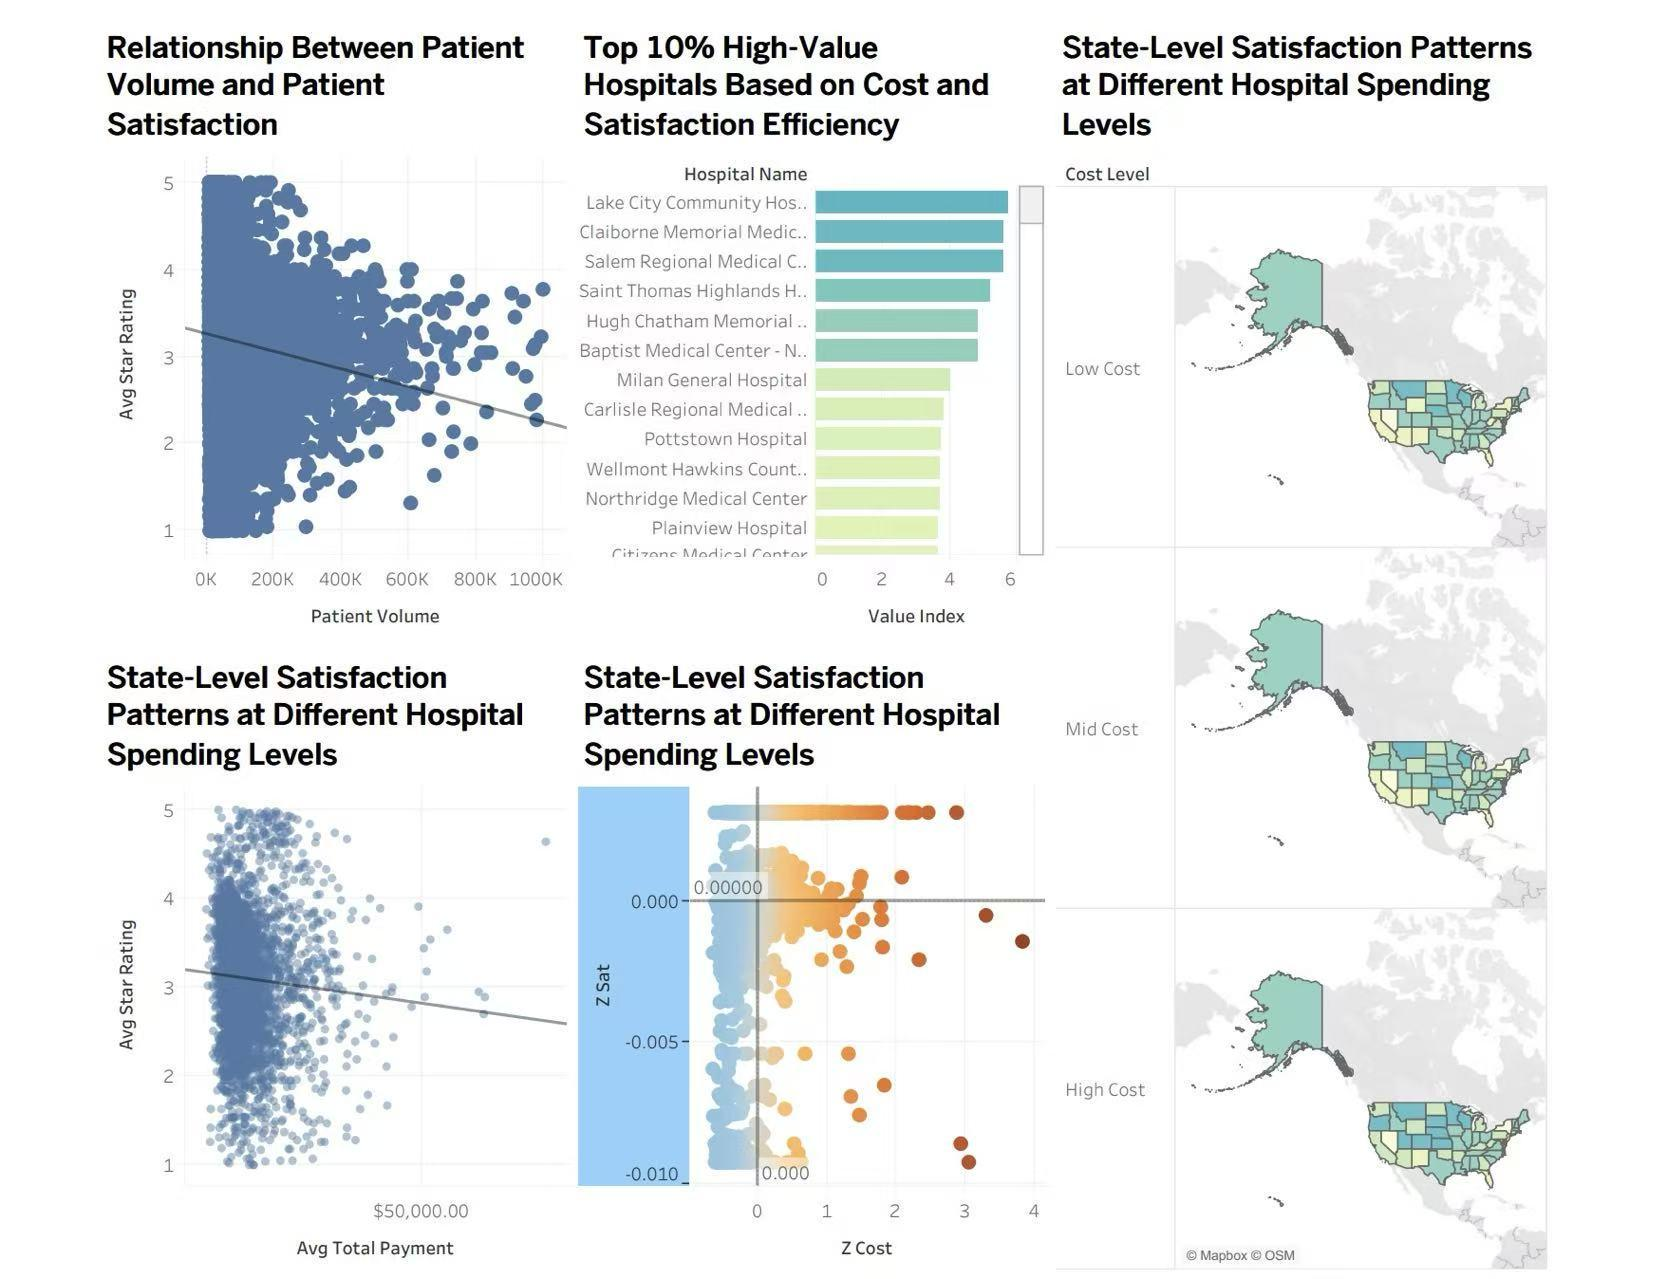 Relationship Between Patient
Volume and Patient
Satisfaction
5
4
3
2
1
Avg Star Rating
0K 200K 400K 600K 800K 1000K
Patient Volume
Top 10% High-Value
Hospitals Based on Cost and
Satisfaction Efficiency
Hospital Name
Lake City Community Hos..
Claiborne Memorial Medic..
Salem Regional Medical C..
Saint Thomas Highlands H..
Hugh Chatham Memorial ..
Baptist Medical Center - N..
Milan General Hospital
Carlisle Regional Medical ..
Pottstown Hospital
Wellmont Hawkins Count..
Northridge Medical Center
Plainview Hospital
Citizens Medical Center
0 2 4 6
Value Index
State-Level Satisfaction Patterns
at Different Hospital Spending
Levels
Cost Level
Low Cost
Mid Cost
High Cost
© Mapbox © OSM
State-Level Satisfaction
Patterns at Different Hospital
Spending Levels
5
4
3
2
1
Avg Star Rating
$50,000.00
Avg Total Payment
State-Level Satisfaction
Patterns at Different Hospital
Spending Levels
0.00000
0.000
-0.005
-0.010
Z Sat
0.000
0 1 2 3 4
Z Cost